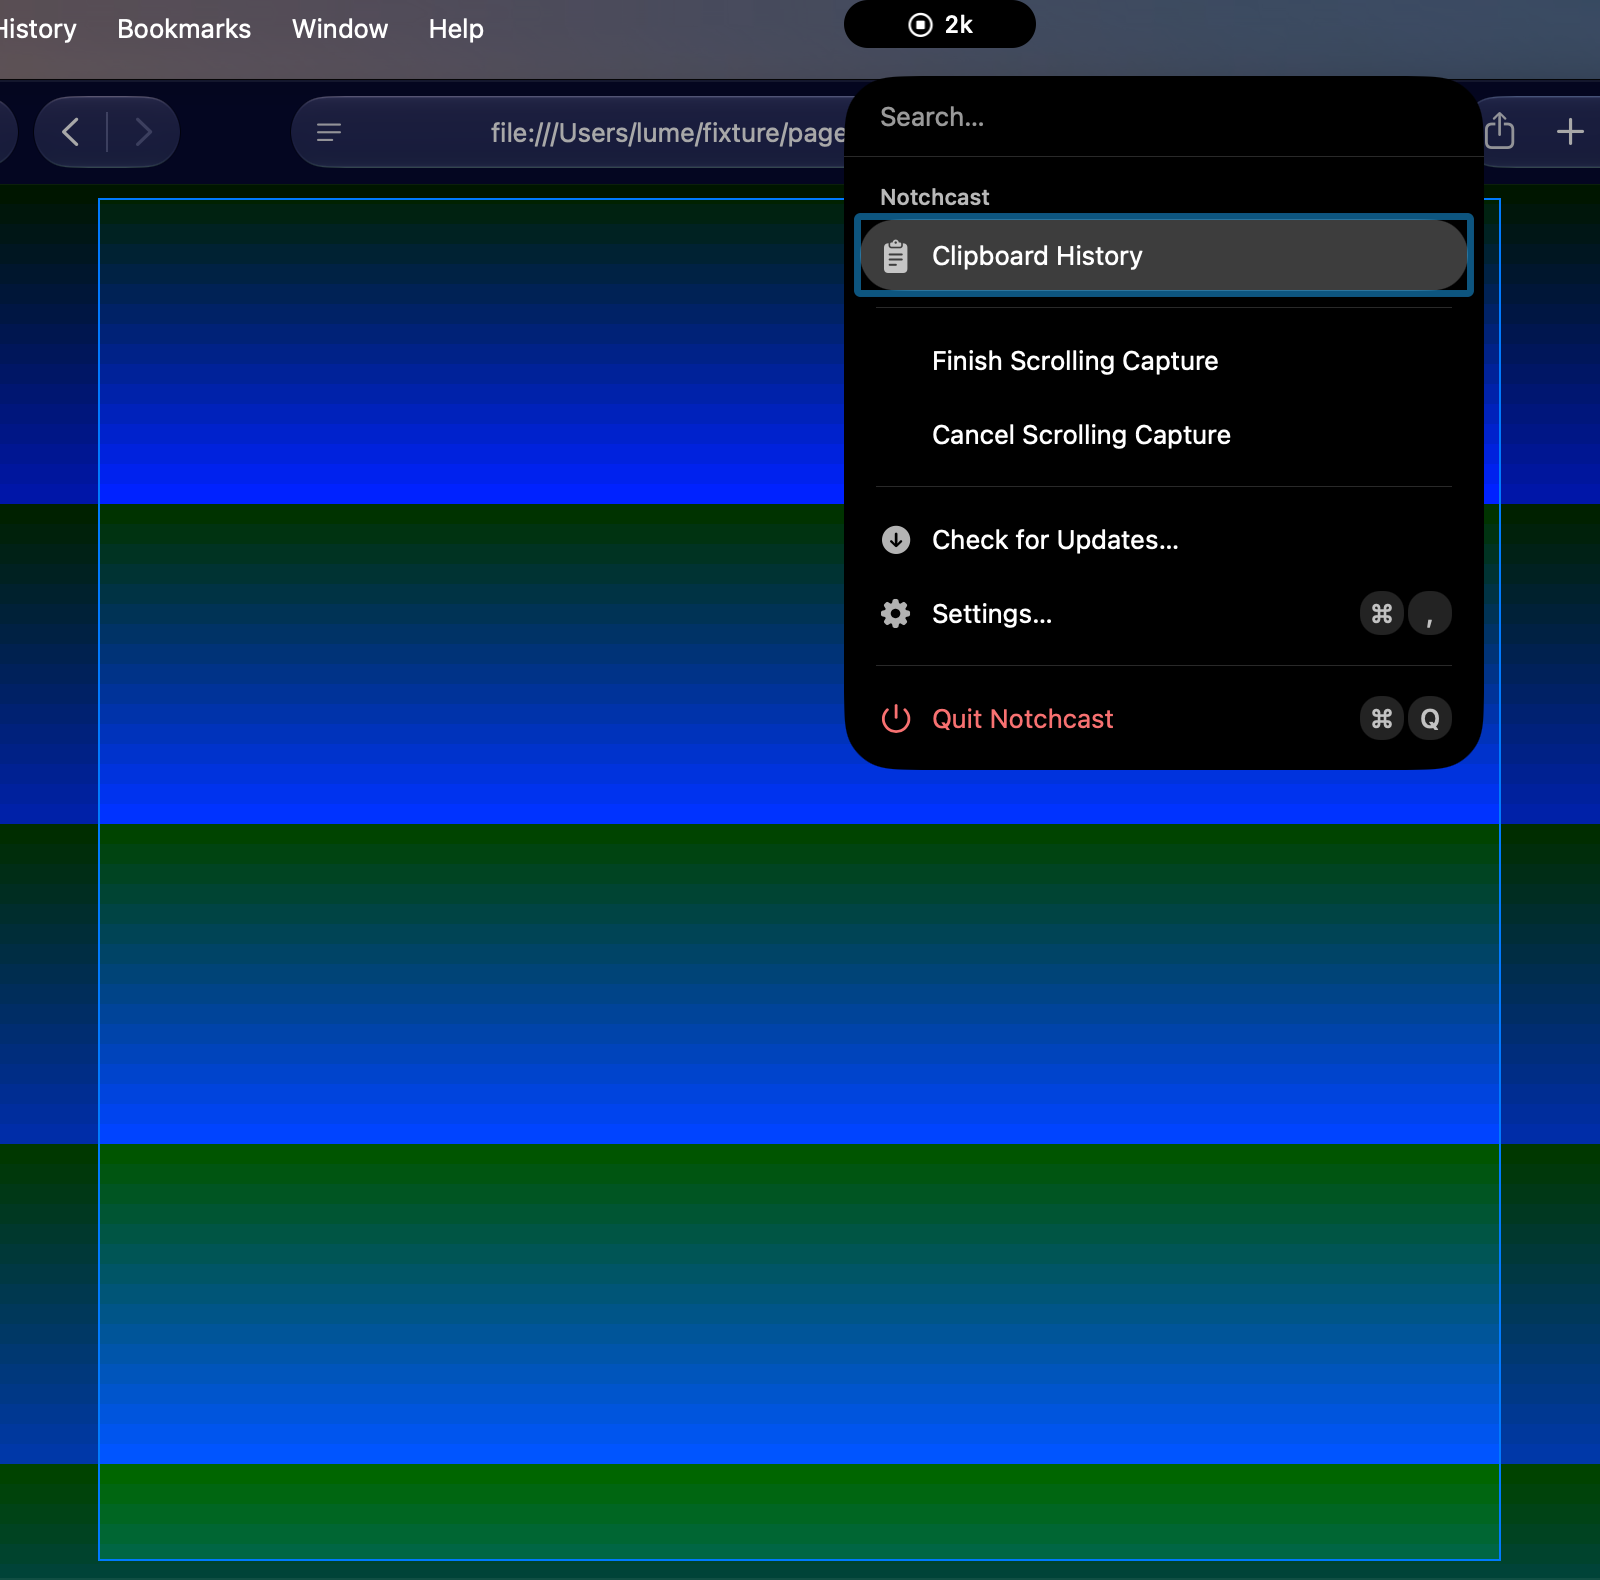 History Bookmarks Window Help
2k
file:///Users/lume/fixture/page
Search...
Notchcast
Clipboard History
Finish Scrolling Capture
Cancel Scrolling Capture
Check for Updates...
Settings... ⌘ ,
Quit Notchcast ⌘ Q